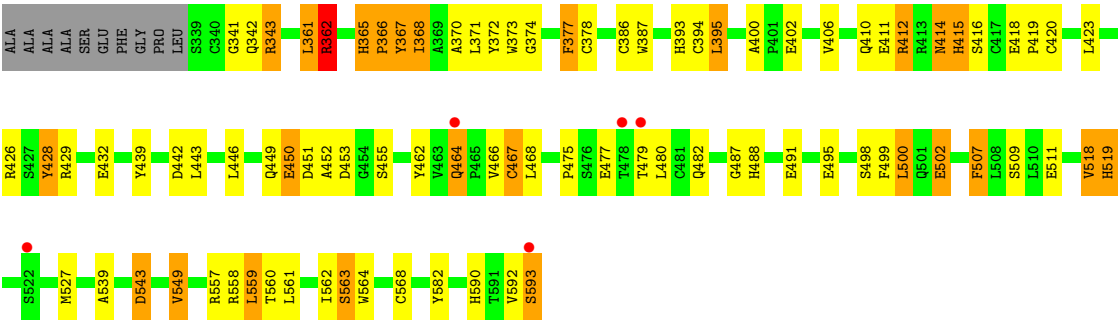 ALA ALA ALA ALA SER GLU PHE GLY PRO LEU S339 C340 G341 Q342 R343 L361 R362 H365 P366 Y367 I368 A369 A370 L371 Y372 W373 G374 F377 C378 C386 W387 H393 C394 L395 A400 P401 E402 V406 Q410 E411 R412 R413 N414 H415 S416 C417 E418 P419 C420 L423
R426 S427 Y428 R429 E432 Y439 D442 L443 L446 Q449 E450 D451 A452 D453 G454 S455 Y462 V463 Q464 P465 V466 C467 L468 P475 S476 E477 T478 T479 L480 C481 Q482 G487 H488 E491 E495 S498 F499 L500 Q501 E502 F507 L508 S509 L510 E511 V518 H519
S522 M527 A539 D543 V549 R557 R558 L559 T560 L561 I562 S563 W564 C568 Y582 H590 T591 V592 S593